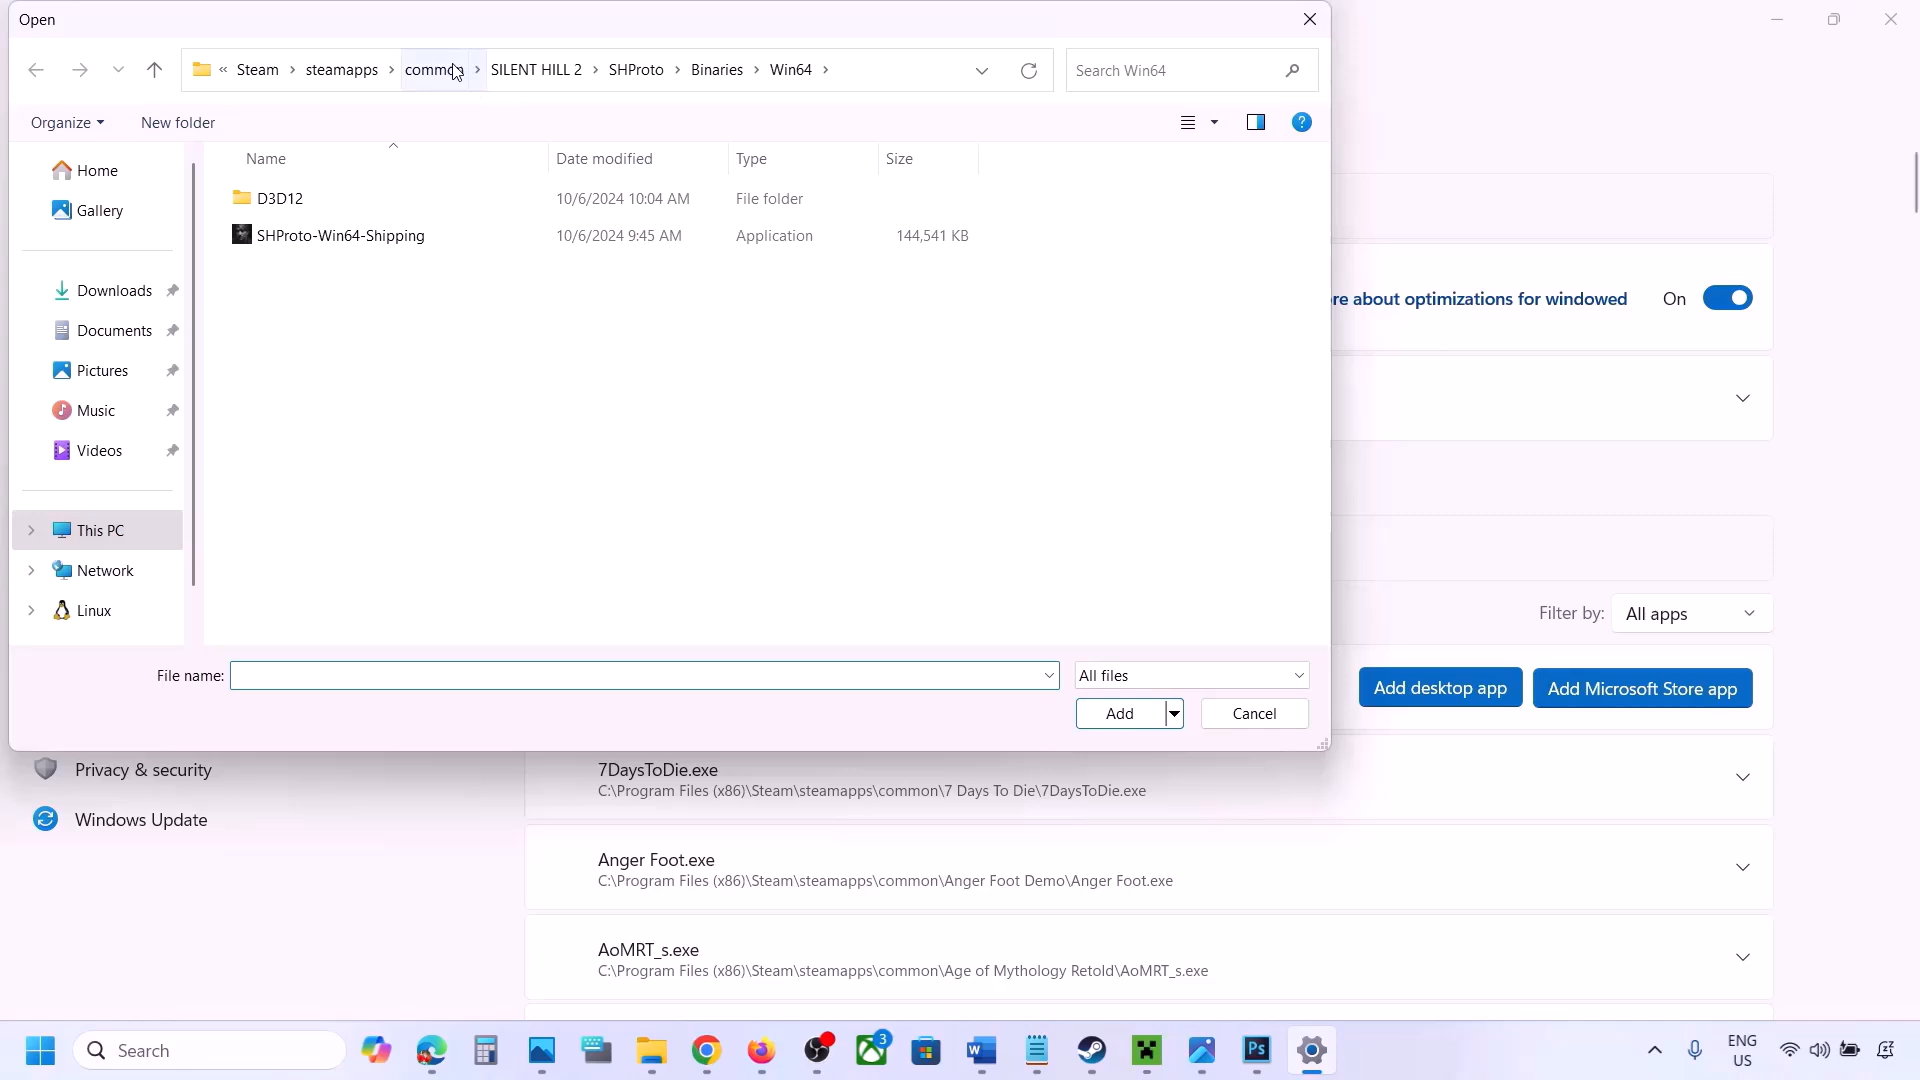 Open
« Steam > steamapps > common > SILENT HILL 2 > SHProto > Binaries > Win64 >
Search Win64
Organize
New folder
Name Date modified Type Size
D3D12 10/6/2024 10:04 AM File folder
SHProto-Win64-Shipping 10/6/2024 9:45 AM Application 144,541 KB
Home
Gallery
Downloads
Documents
Pictures
Music
Videos
This PC
Network
Linux
File name:
All files
Add
Cancel
re about optimizations for windowed
On
Filter by: All apps
Add desktop app
Add Microsoft Store app
Privacy & security
Windows Update
7DaysToDie.exe
C:\Program Files (x86)\Steam\steamapps\common\7 Days To Die\7DaysToDie.exe
Anger Foot.exe
C:\Program Files (x86)\Steam\steamapps\common\Anger Foot Demo\Anger Foot.exe
AoMRT_s.exe
C:\Program Files (x86)\Steam\steamapps\common\Age of Mythology Retold\AoMRT_s.exe
Search
3
Ps
ENG
US